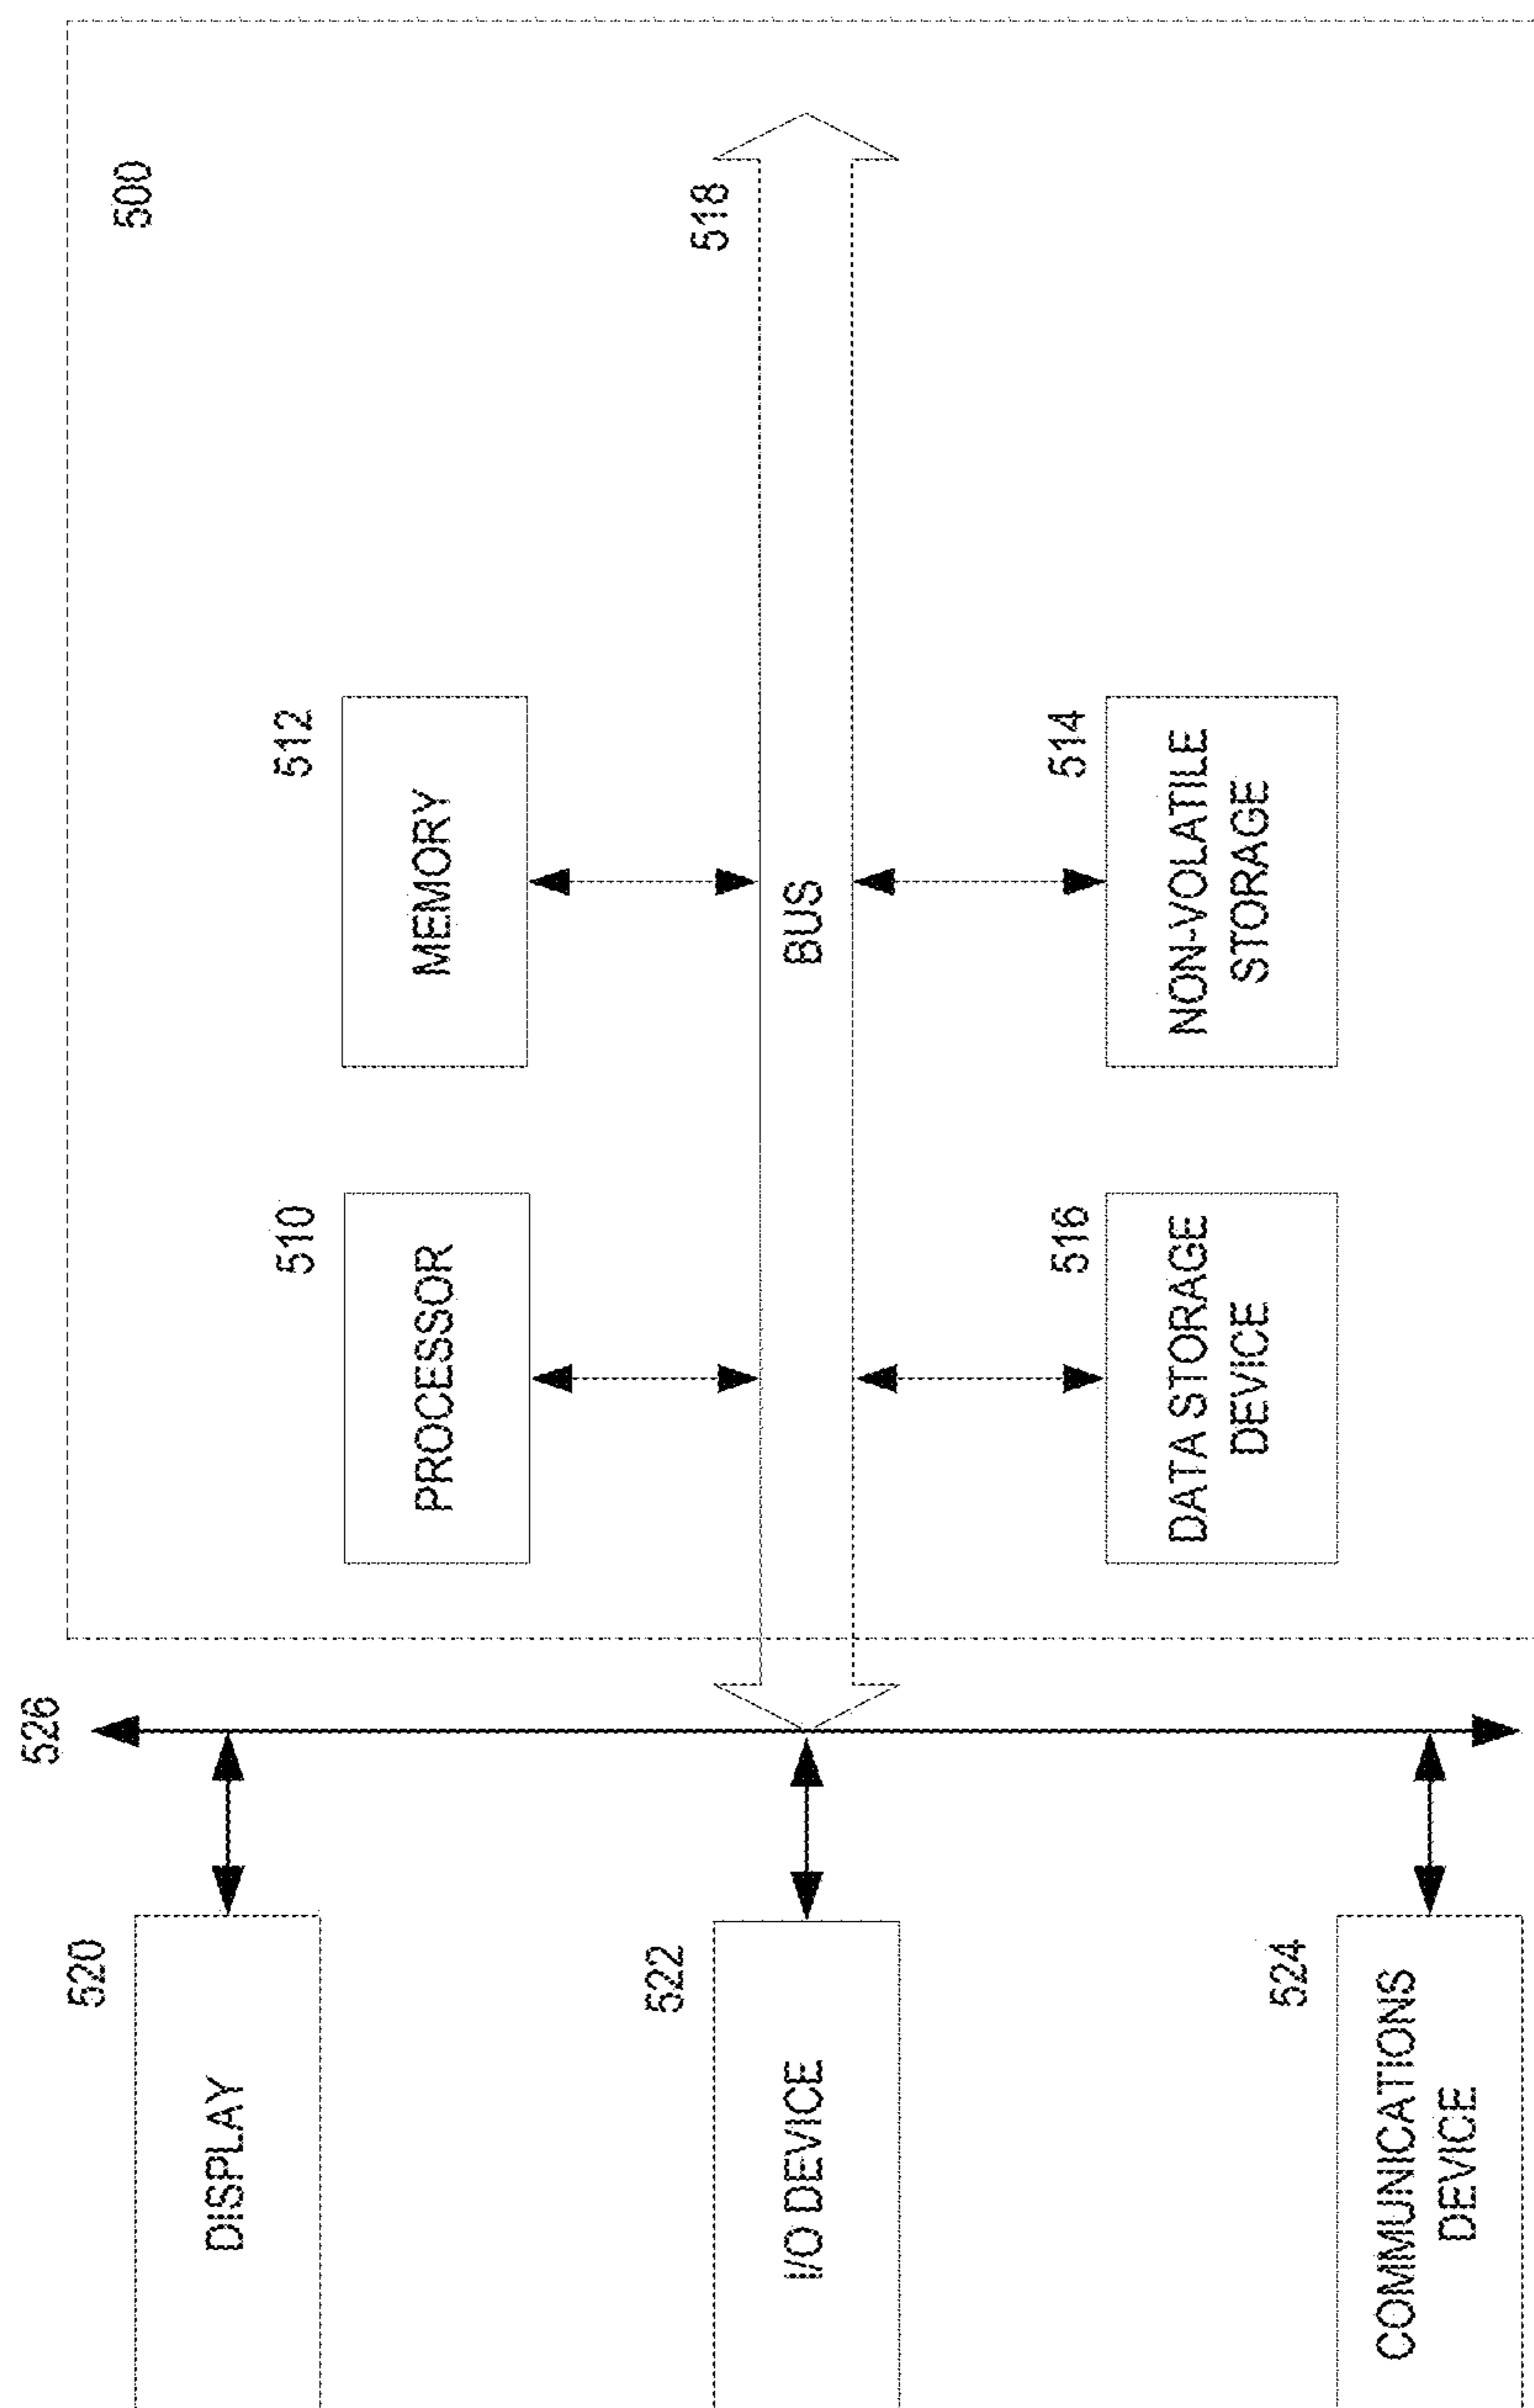 520
DISPLAY
522
I/O DEVICE
524
COMMUNICATIONS
DEVICE
526
510
PROCESSOR
512
MEMORY
500
518
BUS
516
DATA STORAGE
DEVICE
514
NON-VOLATILE
STORAGE